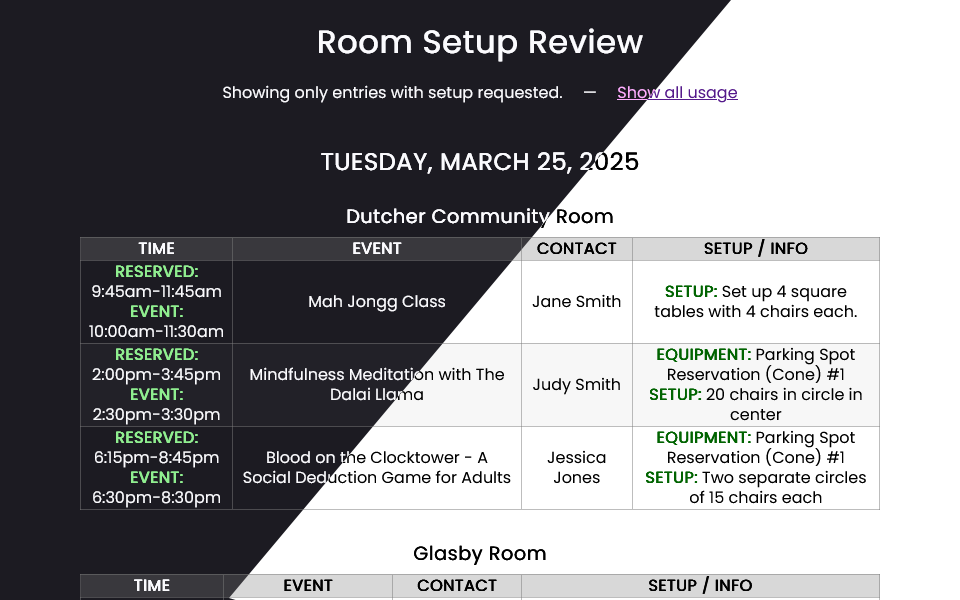 Room Setup Review
Showing only entries with setup requested. — Show all usage
TUESDAY, MARCH 25, 2025
Dutcher Community Room
TIME EVENT CONTACT SETUP / INFO
RESERVED:
9:45am-11:45am
EVENT:
10:00am-11:30am
Mah Jongg Class
Jane Smith
SETUP: Set up 4 square
tables with 4 chairs each.
RESERVED:
2:00pm-3:45pm
EVENT:
2:30pm-3:30pm
Mindfulness Meditation with The
Dalai Llama
Judy Smith
EQUIPMENT: Parking Spot
Reservation (Cone) #1
SETUP: 20 chairs in circle in
center
RESERVED:
6:15pm-8:45pm
EVENT:
6:30pm-8:30pm
Blood on the Clocktower - A
Social Deduction Game for Adults
Jessica
Jones
EQUIPMENT: Parking Spot
Reservation (Cone) #1
SETUP: Two separate circles
of 15 chairs each
Glasby Room
TIME EVENT CONTACT SETUP / INFO